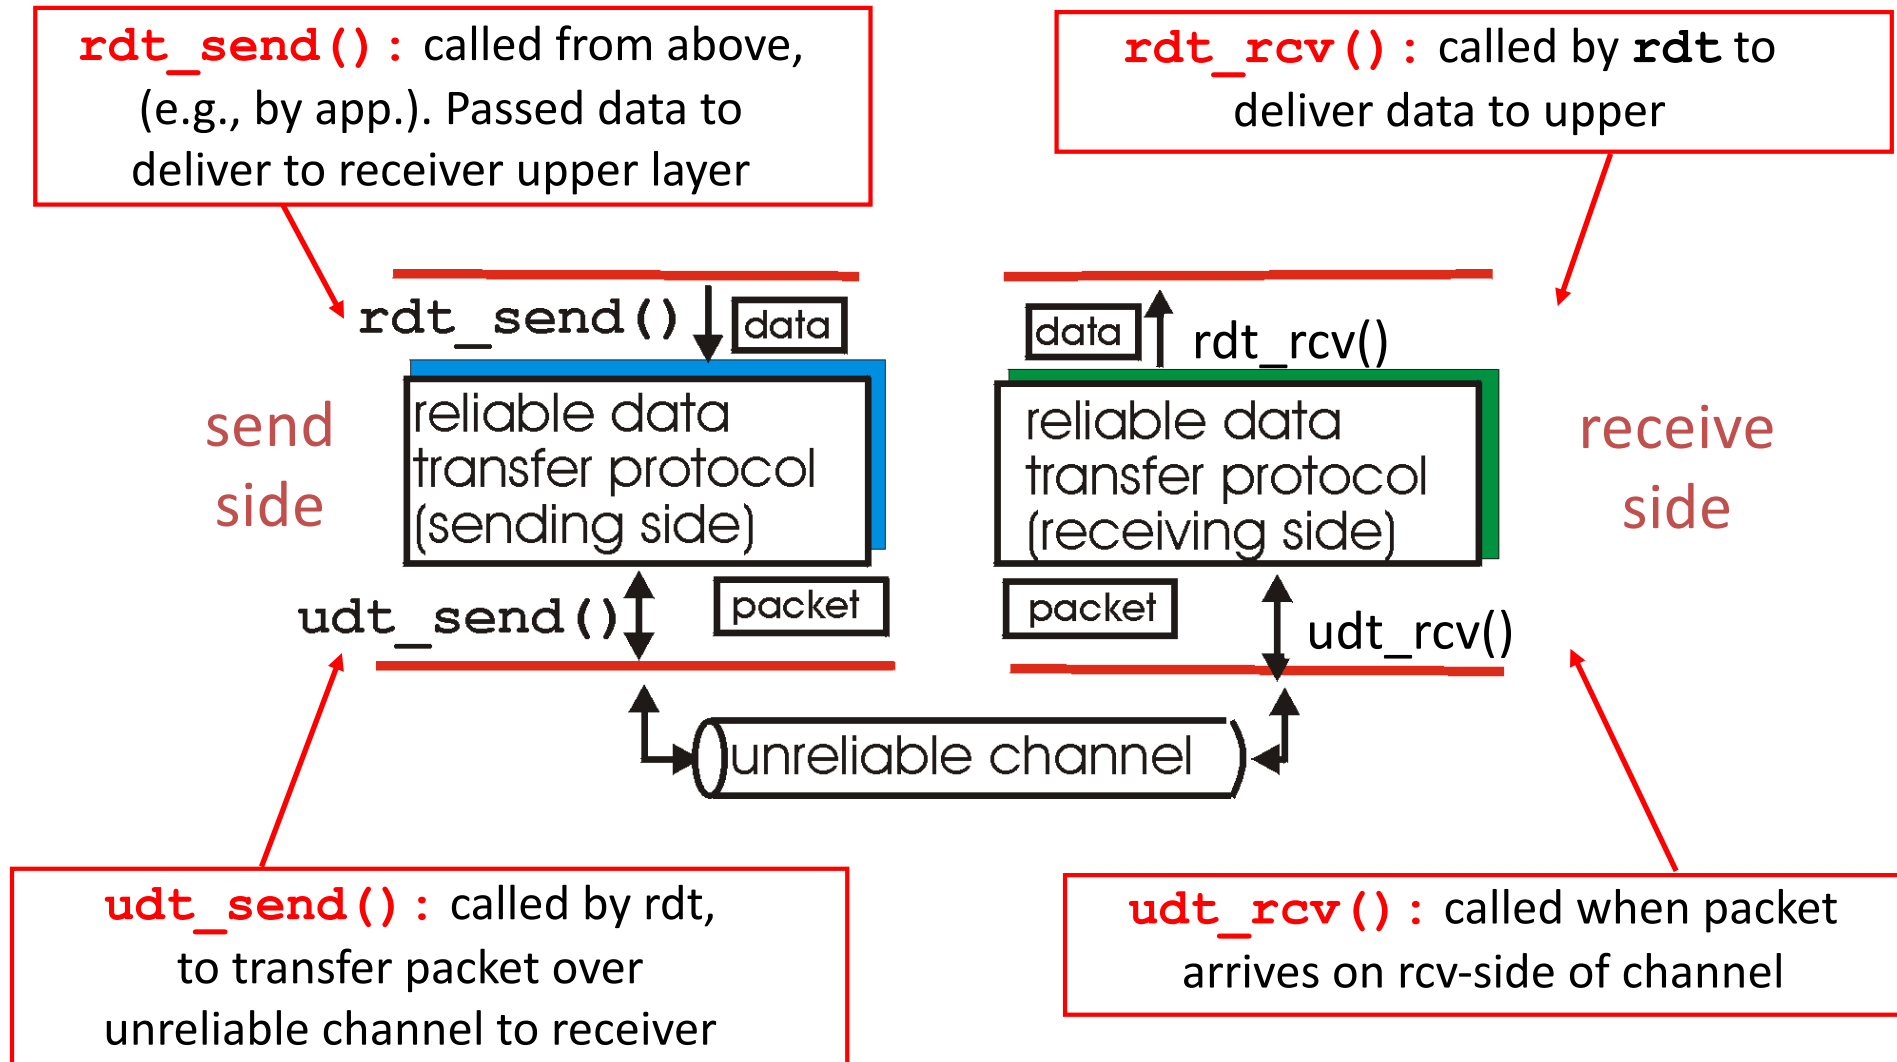 rdt_send(): called from above,
(e.g., by app.). Passed data to
deliver to receiver upper layer
rdt_rcv(): called by rdt to
deliver data to upper
rdt_send()
data
data
rdt_rcv()
send
side
reliable data
transfer protocol
(sending side)
reliable data
transfer protocol
(receiving side)
receive
side
udt_send()
packet
packet
udt_rcv()
unreliable channel
udt_send(): called by rdt,
to transfer packet over
unreliable channel to receiver
udt_rcv(): called when packet
arrives on rcv-side of channel